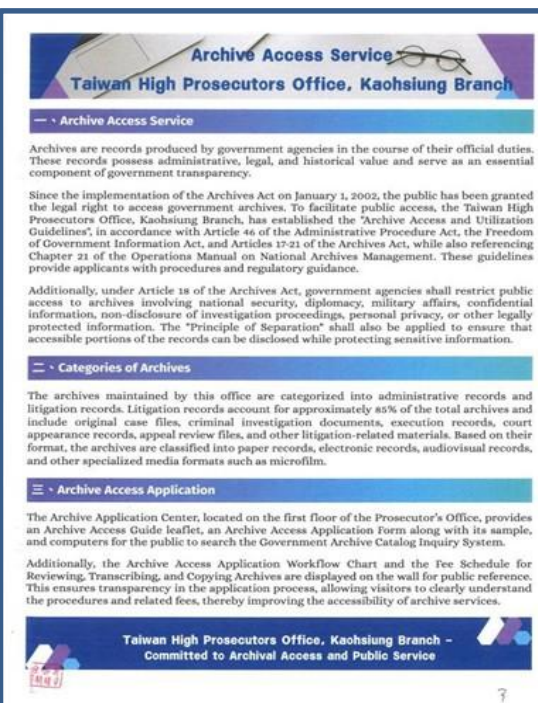 Archive Access Service
Taiwan High Prosecutors Office, Kaohsiung Branch
一、Archive Access Service
Archives are records produced by government agencies in the course of their official duties.
These records possess administrative, legal, and historical value and serve as an essential
component of government transparency.
Since the implementation of the Archives Act on January 1, 2002, the public has been granted
the legal right to access government archives. To facilitate public access, the Taiwan High
Prosecutors Office, Kaohsiung Branch, has established the "Archive Access and Utilization
Guidelines", in accordance with Article 46 of the Administrative Procedure Act, the Freedom
of Government Information Act, and Articles 17-21 of the Archives Act, while also referencing
Chapter 21 of the Operations Manual on National Archives Management. These guidelines
provide applicants with procedures and regulatory guidance.
Additionally, under Article 18 of the Archives Act, government agencies shall restrict public
access to archives involving national security, diplomacy, military affairs, confidential
information, non-disclosure of investigation proceedings, personal privacy, or other legally
protected information. The "Principle of Separation" shall also be applied to ensure that
accessible portions of the records can be disclosed while protecting sensitive information.
二、Categories of Archives
The archives maintained by this office are categorized into administrative records and
litigation records. Litigation records account for approximately 85% of the total archives and
include original case files, criminal investigation documents, execution records, court
appearance records, appeal review files, and other litigation-related materials. Based on their
format, the archives are classified into paper records, electronic records, audiovisual records,
and other specialized media formats such as microfilm.
三、Archive Access Application
The Archive Application Center, located on the first floor of the Prosecutor's Office, provides
an Archive Access Guide leaflet, an Archive Access Application Form along with its sample,
and computers for the public to search the Government Archive Catalog Inquiry System.
Additionally, the Archive Access Application Workflow Chart and the Fee Schedule for
Reviewing, Transcribing, and Copying Archives are displayed on the wall for public reference.
This ensures transparency in the application process, allowing visitors to clearly understand
the procedures and related fees, thereby improving the accessibility of archive services.
Taiwan High Prosecutors Office, Kaohsiung Branch –
Committed to Archival Access and Public Service
3